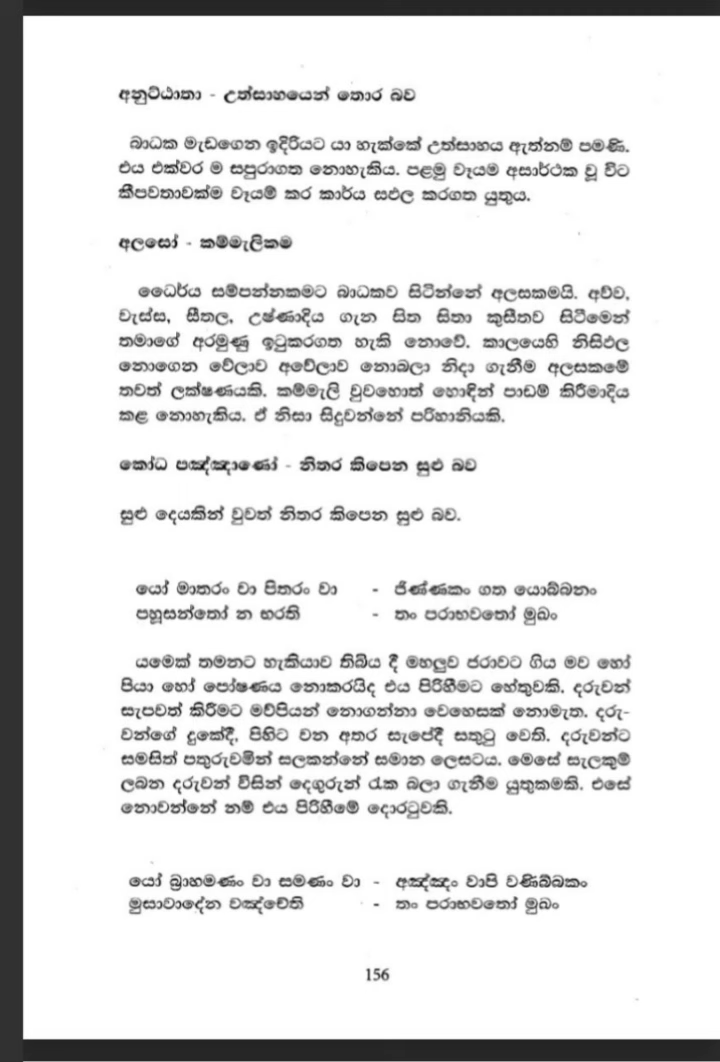 අනුට්ඨාතා - උත්සාහයෙන් තොර බව
බාධක මැඩගෙන ඉදිරියට යා හැක්කේ උත්සාහය ඇත්නම් පමණි.
එය එක්වර ම සපුරාගත නොහැකිය. පළමු වෑයම අසාර්ථක වූ විට
කීපවතාවක්ම වෑයම් කර කාර්ය සඵල කරගත යුතුය.
අලසෝ - කම්මැලිකම
ධෛර්ය සම්පන්නකමට බාධකව සිටින්නේ අලසකමයි. අව්ව,
වැස්ස, සීතල, උෂ්ණාදිය ගැන සිත සිතා කුසීතව සිටීමෙන්
තමාගේ අරමුණු ඉටුකරගත හැකි නොවේ. කාලයෙහි නිසිඵල
නොගෙන වේලාව අවේලාව නොබලා නිදා ගැනීම අලසකමේ
තවත් ලක්ෂණයකි. කම්මැලි වුවහොත් හොඳින් පාඩම් කිරීමාදිය
කළ නොහැකිය. ඒ නිසා සිදුවන්නේ පරිහානියකි.
කෝධ පඤ්ඤාණෝ - නිතර කිපෙන සුළු බව
සුළු දෙයකින් වුවත් නිතර කිපෙන සුළු බව.
යෝ මාතරං වා පිතරං වා - ජිණ්ණකං ගත යොබ්බනං
පහූසන්තෝ න භරති - තං පරාභවතෝ මුඛං
යමෙක් තමනට හැකියාව තිබිය දී මහලුව ජරාවට ගිය මව හෝ
පියා හෝ පෝෂණය නොකරයිද එය පිරිහීමට හේතුවකි. දරුවන්
සැපවත් කිරීමට මව්පියන් නොගන්නා වෙහෙසක් නොමැත. දරු-
වන්ගේ දුකේදී, පිහිට වන අතර සැපේදී සතුටු වෙති. දරුවන්ට
සමසිත් පතුරුවමින් සලකන්නේ සමාන ලෙසටය. මෙසේ සැලකුම්
ලබන දරුවන් විසින් දෙගුරුන් රැක බලා ගැනීම යුතුකමකි. එසේ
නොවන්නේ නම් එය පිරිහීමේ දොරටුවකි.
යෝ බ්‍රාහමණං වා සමණං වා - අඤ්ඤං වාපි වණිබ්බකං
මුසාවාදේන වඤ්චේති - තං පරාභවතෝ මුඛං
156